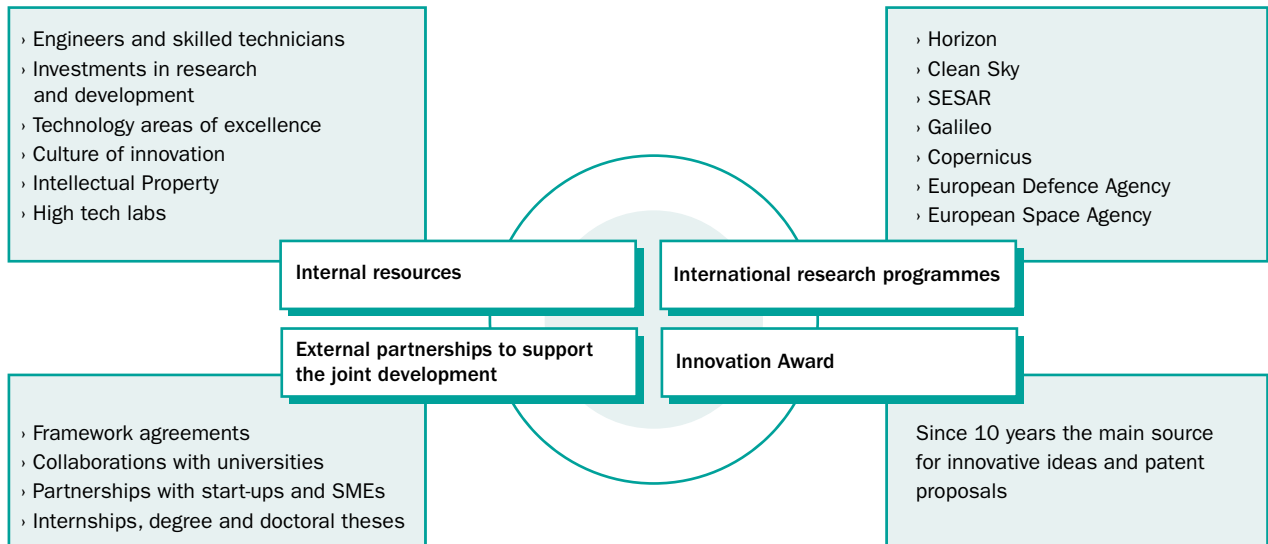 › Engineers and skilled technicians
› Investments in research
and development
› Technology areas of excellence
› Culture of innovation
› Intellectual Property
› High tech labs
Internal resources
› Horizon
› Clean Sky
› SESAR
› Galileo
› Copernicus
› European Defence Agency
› European Space Agency
International research programmes
External partnerships to support
the joint development
› Framework agreements
› Collaborations with universities
› Partnerships with start-ups and SMEs
› Internships, degree and doctoral theses
Innovation Award
Since 10 years the main source
for innovative ideas and patent
proposals